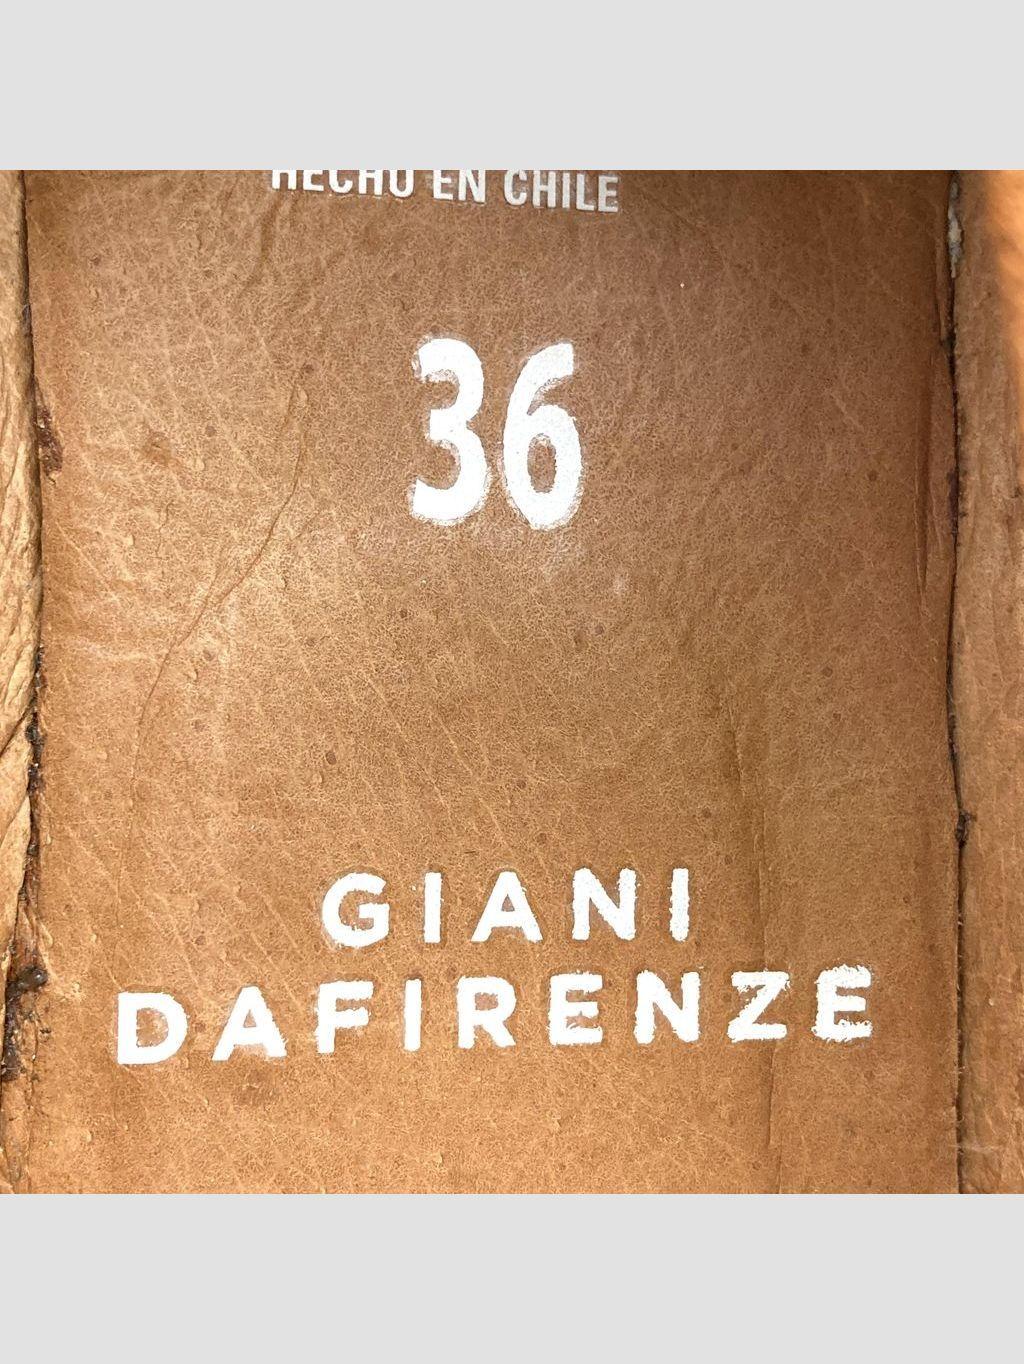 HECHO EN CHILE
36
GIANI
DAFIRENZE